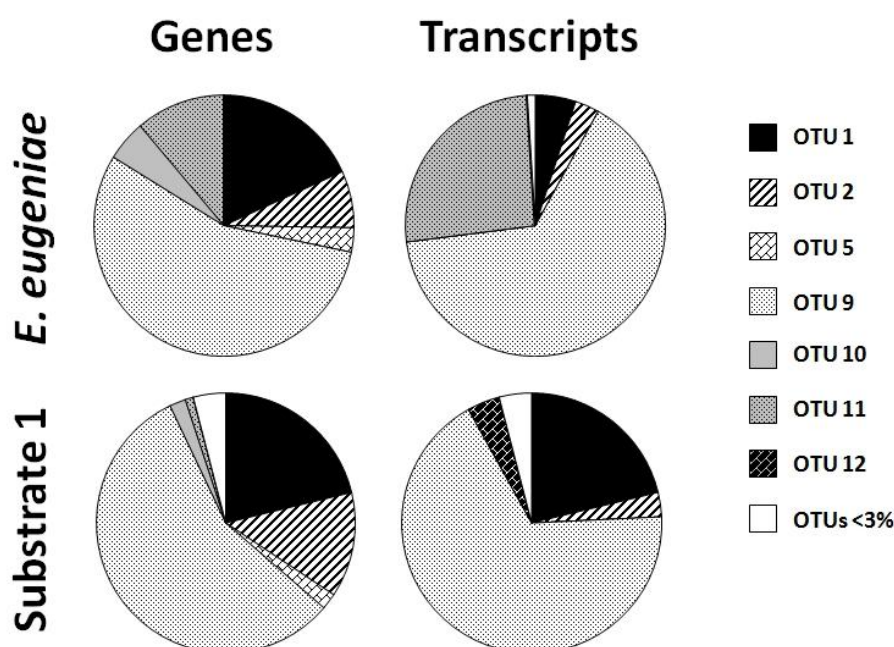 Genes
Transcripts
E. eugeniae
Substrate 1
OTU 1
OTU 2
OTU 5
OTU 9
OTU 10
OTU 11
OTU 12
OTUs <3%